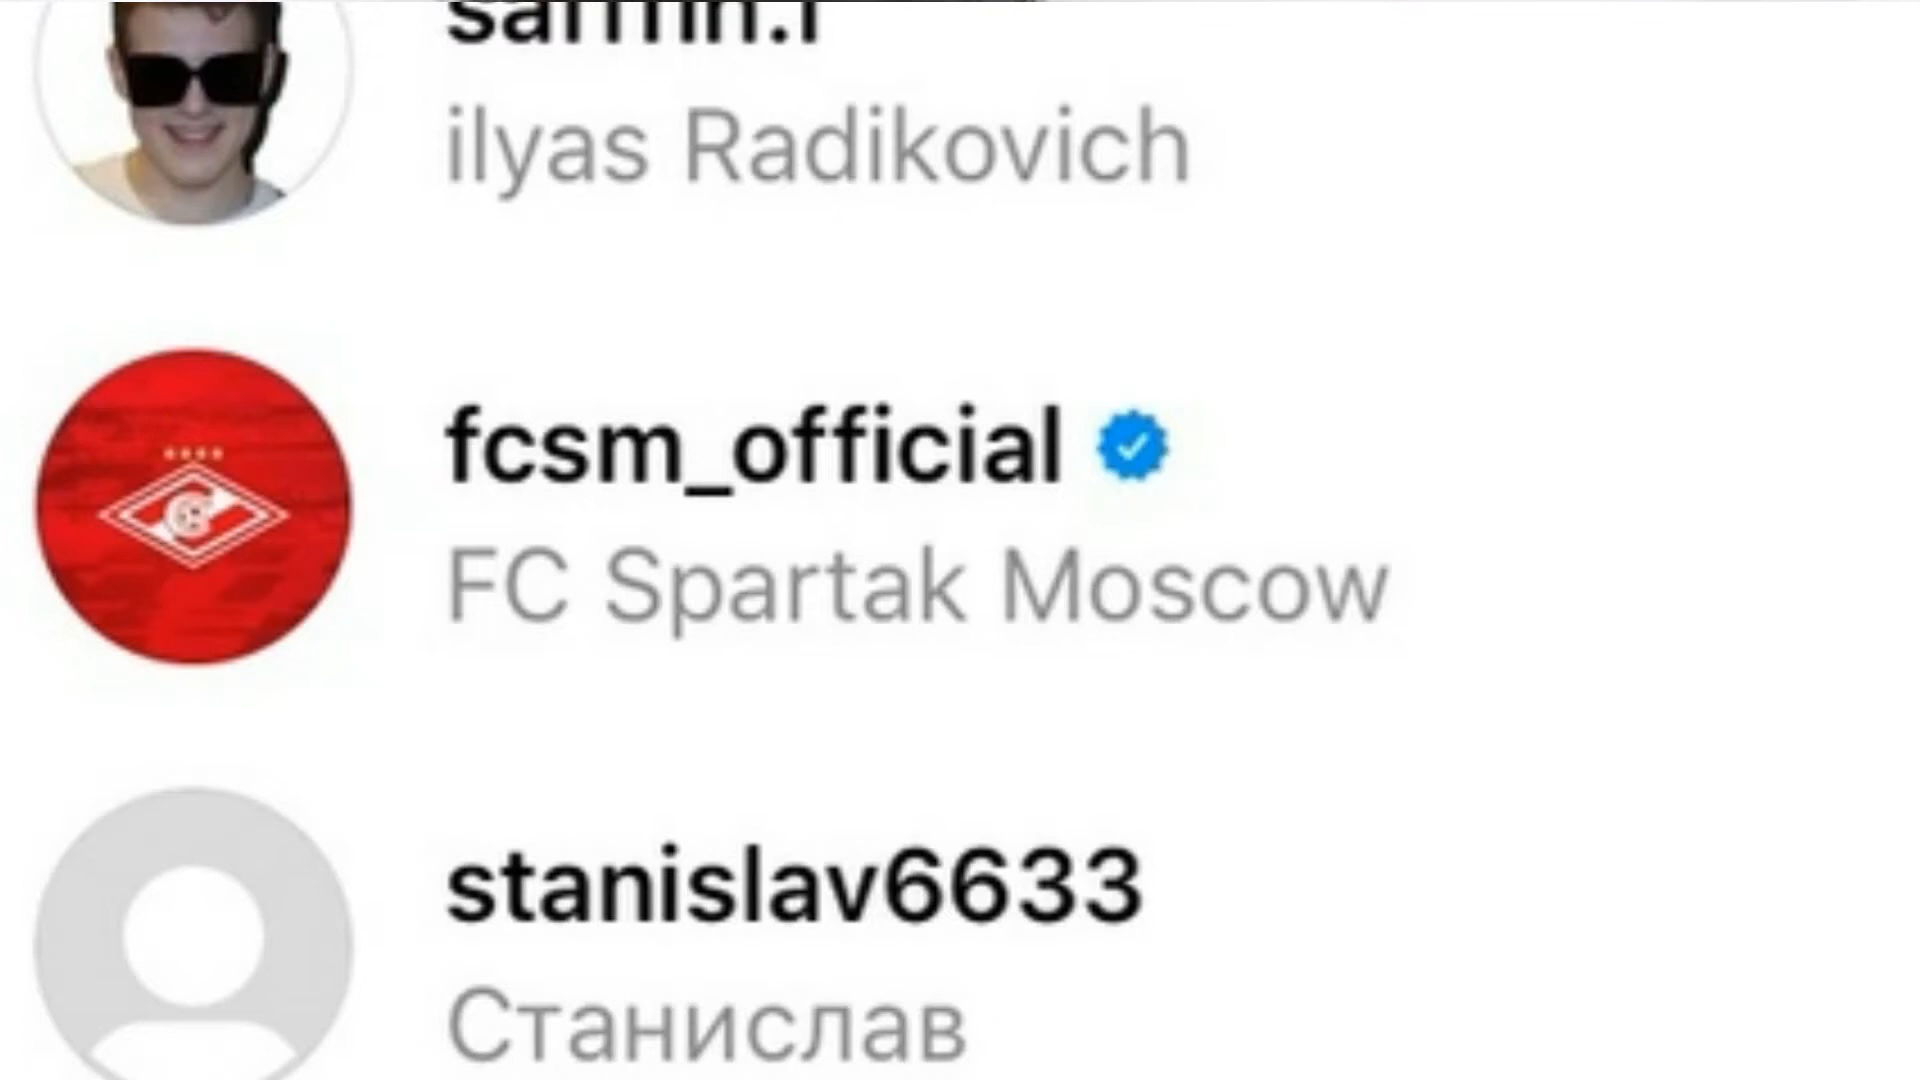 ilyas Radikovich
fcsm_official
FC Spartak Moscow
stanislav6633
Станислав